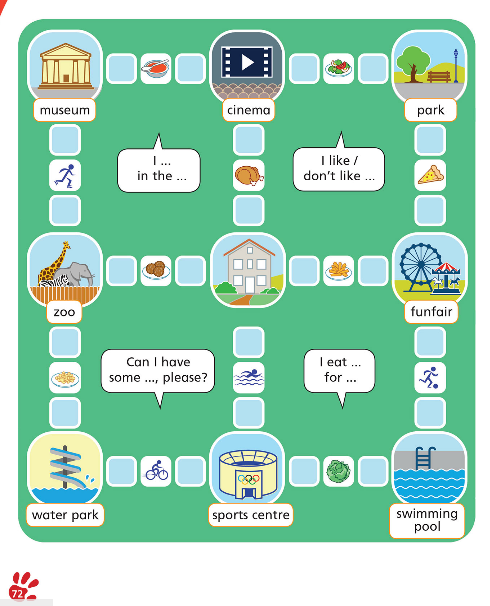 museum
cinema
park
I ...
in the ...
I like /
don't like ...
zoo
funfair
Can I have
some ..., please?
I eat ...
for ...
water park
sports centre
swimming
pool
72